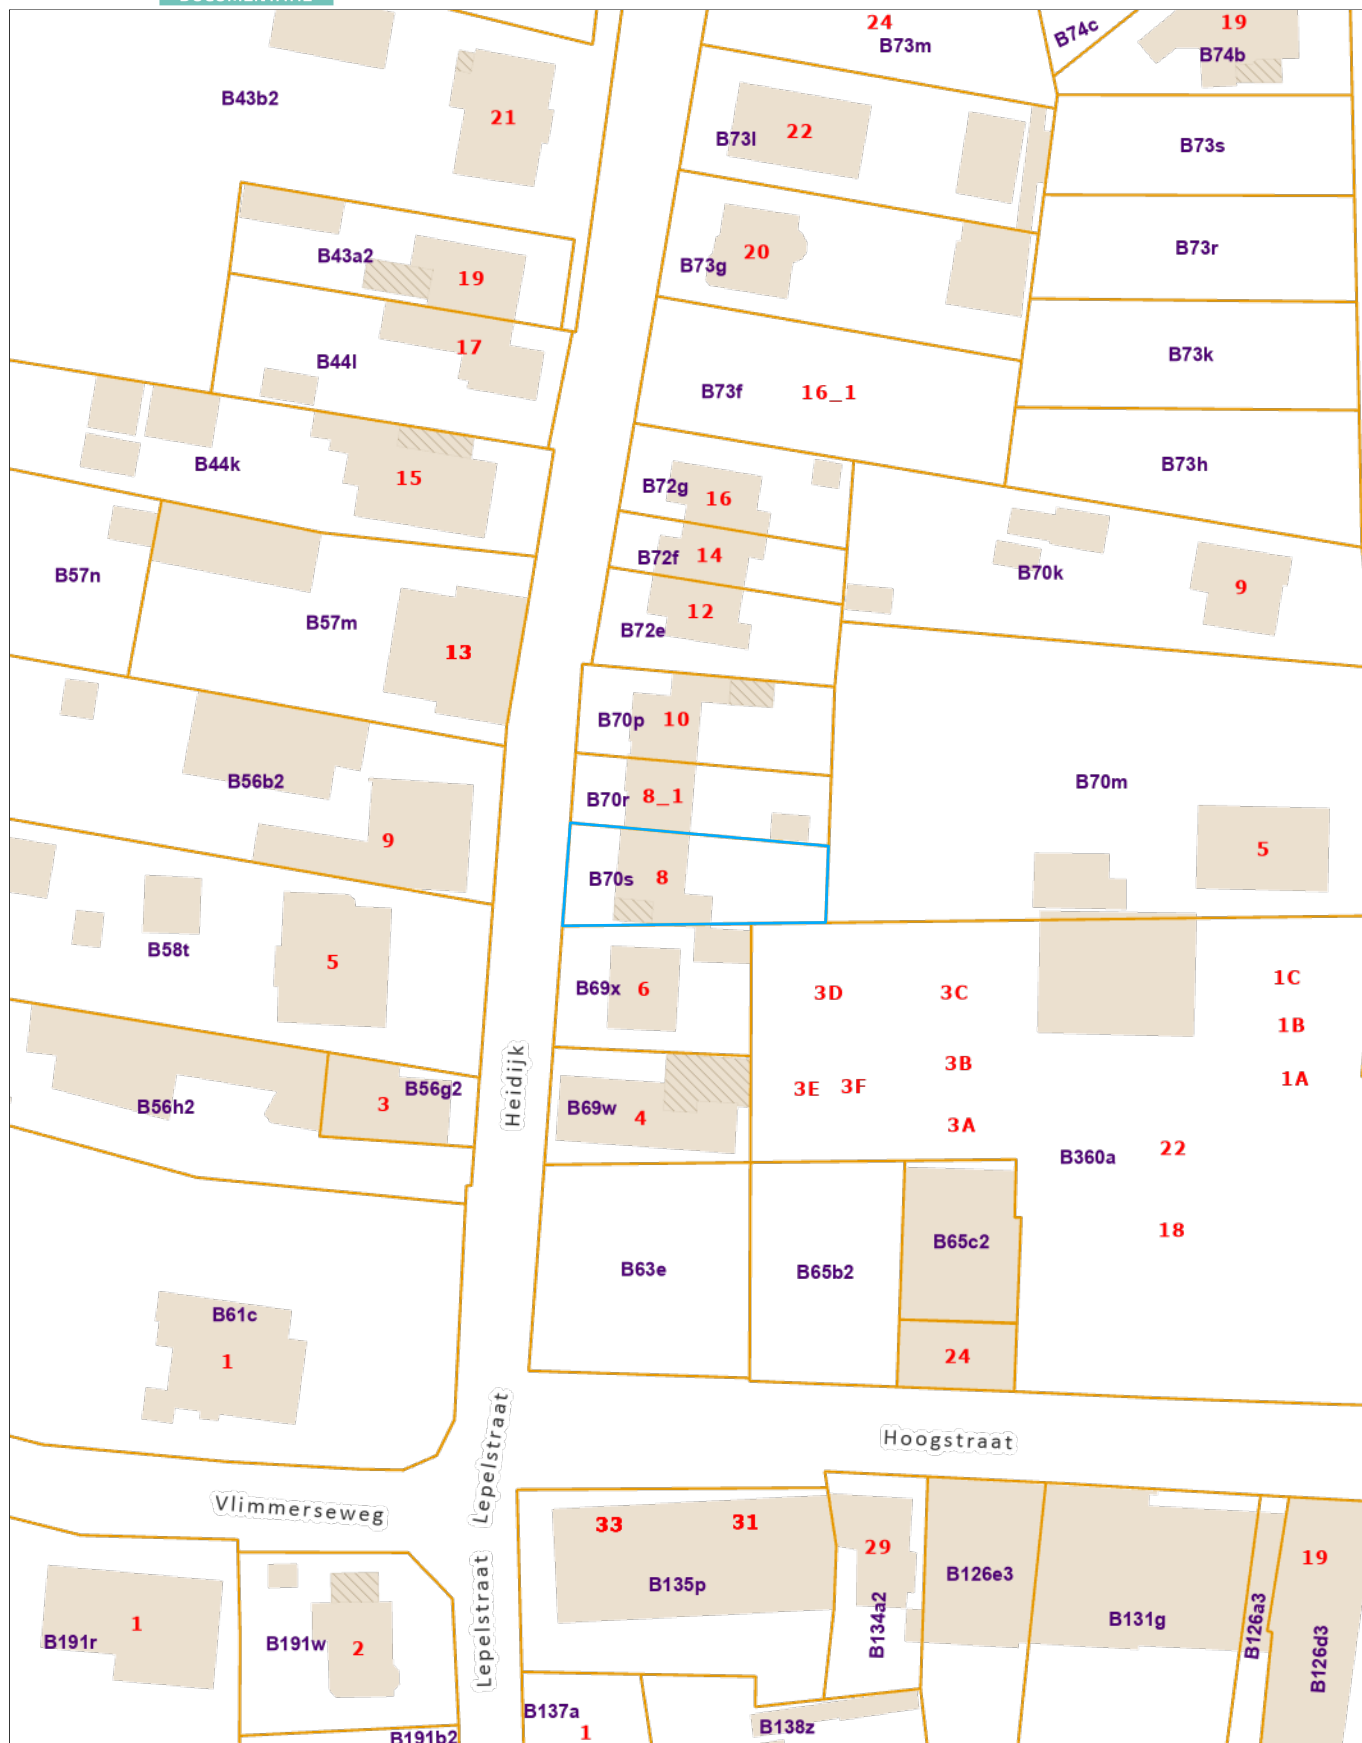 24
B73m
B74c
19
B74b
B43b2
21
B73l
22
B73s
B43a2
19
B73g
20
B73r
B44l
17
B73k
B73f
16_1
B44k
15
B72g
16
B73h
B72f
14
B57n
B70k
9
B57m
13
B72e
12
B70p
10
B56b2
9
B70r
8_1
B70m
5
B70s
8
B58t
5
B69x
6
3D
3C
1C
1B
3B
1A
3E
3F
Heidijk
B56g2
3
B56h2
B69w
4
3A
B360a
22
18
B63e
B65b2
B65c2
B61c
1
24
Lepelstraat
Hoogstraat
Vlimmerseweg
33
31
29
19
B135p
B126e3
B131g
B134a2
B126a3
B126d3
Lepelstraat
1
B191r
B191w
2
B137a
1
B138z
B191b2